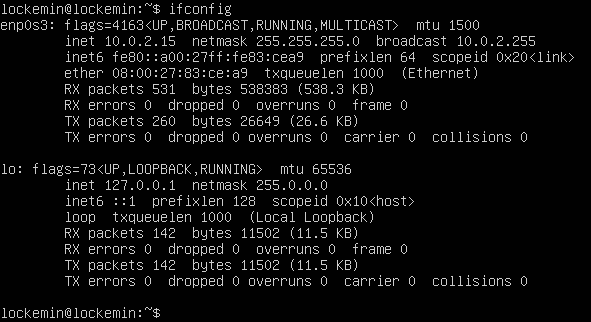 lockemin@lockemin:~$ ifconfig
enp0s3: flags=4163<UP,BROADCAST,RUNNING,MULTICAST>  mtu 1500
        inet 10.0.2.15  netmask 255.255.255.0  broadcast 10.0.2.255
        inet6 fe80::a00:27ff:fe83:cea9  prefixlen 64  scopeid 0x20<link>
        ether 08:00:27:83:ce:a9  txqueuelen 1000  (Ethernet)
        RX packets 531  bytes 538383 (538.3 KB)
        RX errors 0  dropped 0  overruns 0  frame 0
        TX packets 260  bytes 26649 (26.6 KB)
        TX errors 0  dropped 0 overruns 0  carrier 0  collisions 0

lo: flags=73<UP,LOOPBACK,RUNNING>  mtu 65536
        inet 127.0.0.1  netmask 255.0.0.0
        inet6 ::1  prefixlen 128  scopeid 0x10<host>
        loop  txqueuelen 1000  (Local Loopback)
        RX packets 142  bytes 11502 (11.5 KB)
        RX errors 0  dropped 0  overruns 0  frame 0
        TX packets 142  bytes 11502 (11.5 KB)
        TX errors 0  dropped 0 overruns 0  carrier 0  collisions 0

lockemin@lockemin:~$